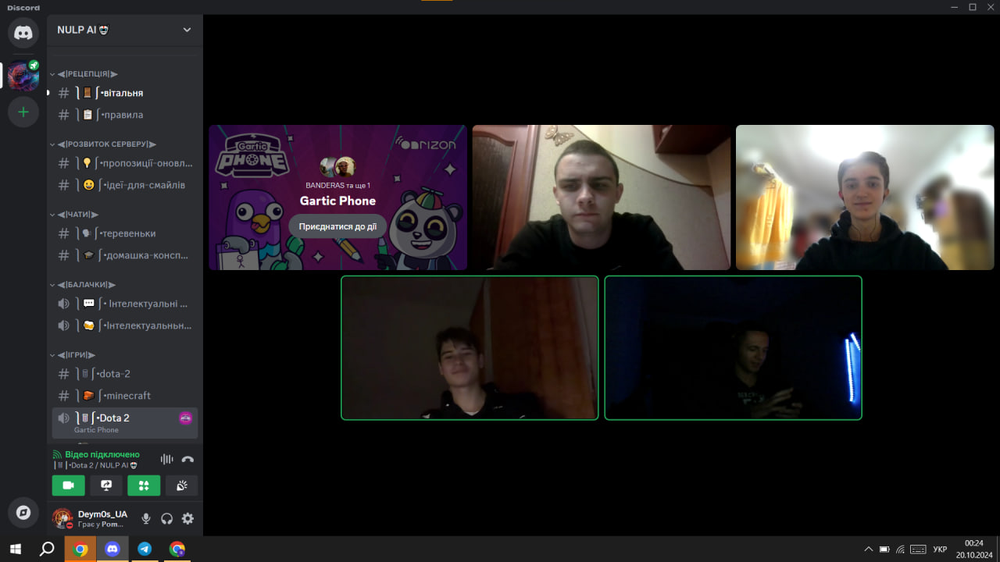 Discord
NULP AI
РЕЦЕПЦІЯ
вітальня
правила
РОЗВИТОК СЕРВЕРУ
пропозиції-оновл...
ідеї-для-смайлів
ЧАТИ
теревеньки
домашка-консп...
БАЛАЧКИ
Інтелектуальні ...
Інтелектуальньн...
ІГРИ
dota-2
minecraft
Dota 2
Gartic Phone
Відео підключено
Dota 2 / NULP AI
Deym0s_UA
Грає у Pom...
Gartic
PHONE
ONRIZON
BANDERAS та ще 1
Gartic Phone
Приєднатися до дії
УКР
00:24
20.10.2024